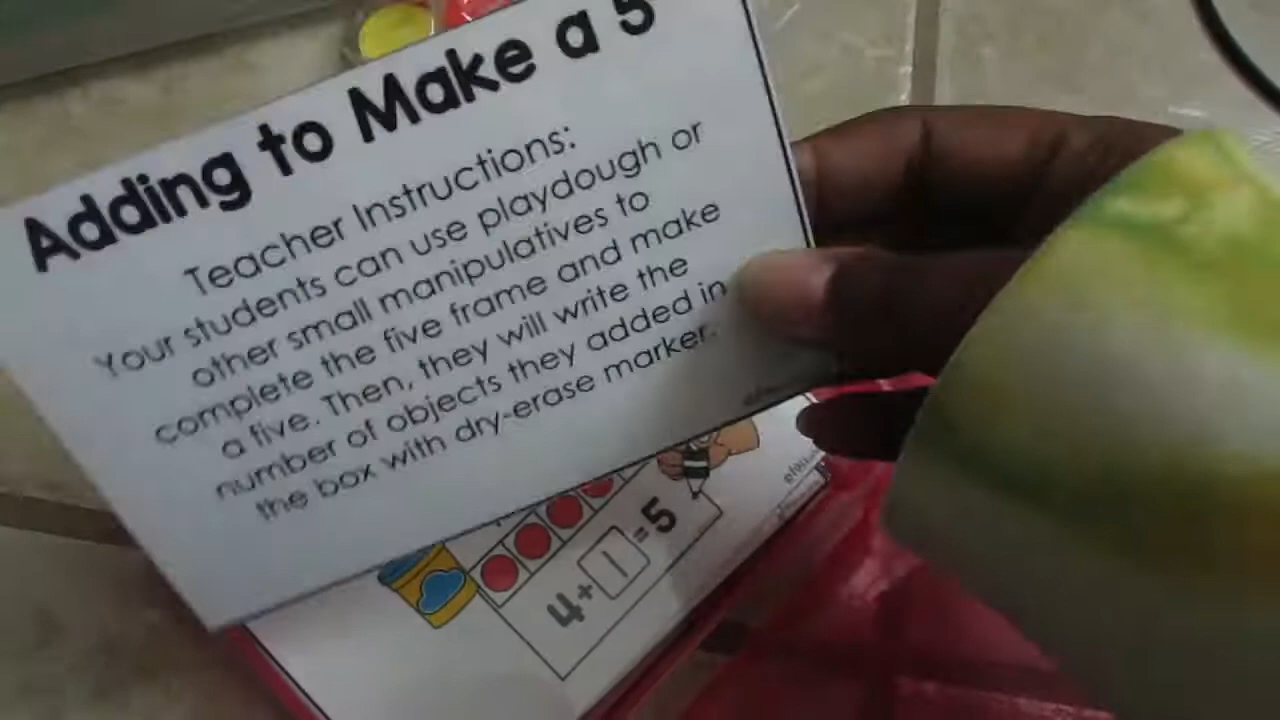 Adding to Make a 5
Teacher Instructions:
Your students can use playdough or
other small manipulatives to
complete the five frame and make
a five. Then, they will write the
number of objects they added in
the box with dry-erase marker.
4+1=5